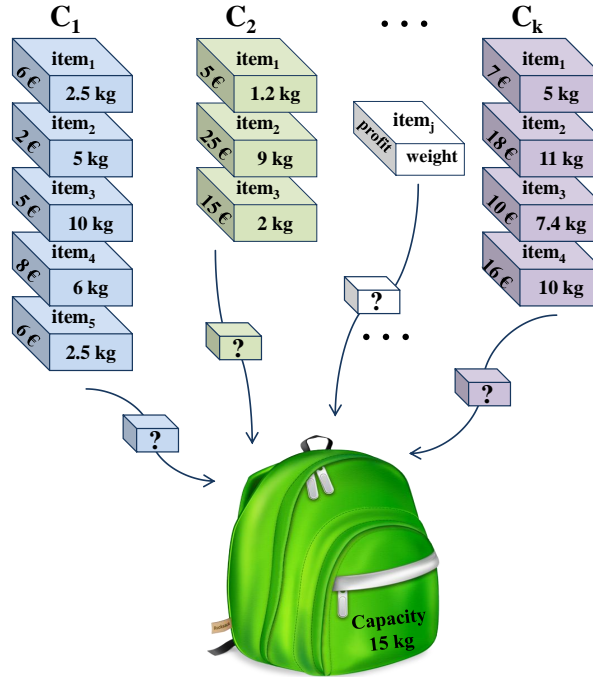 C₁
item₁
6 €
2.5 kg
item₂
2 €
5 kg
item₃
5 €
10 kg
item₄
8 €
6 kg
item₅
6 €
2.5 kg
?
C₂
item₁
5 €
1.2 kg
item₂
25 €
9 kg
item₃
15 €
2 kg
?
• • •
itemⱼ
profit
weight
?
• • •
Cₖ
item₁
7 €
5 kg
item₂
18 €
11 kg
item₃
10 €
7.4 kg
item₄
16 €
10 kg
?
Capacity
15 kg